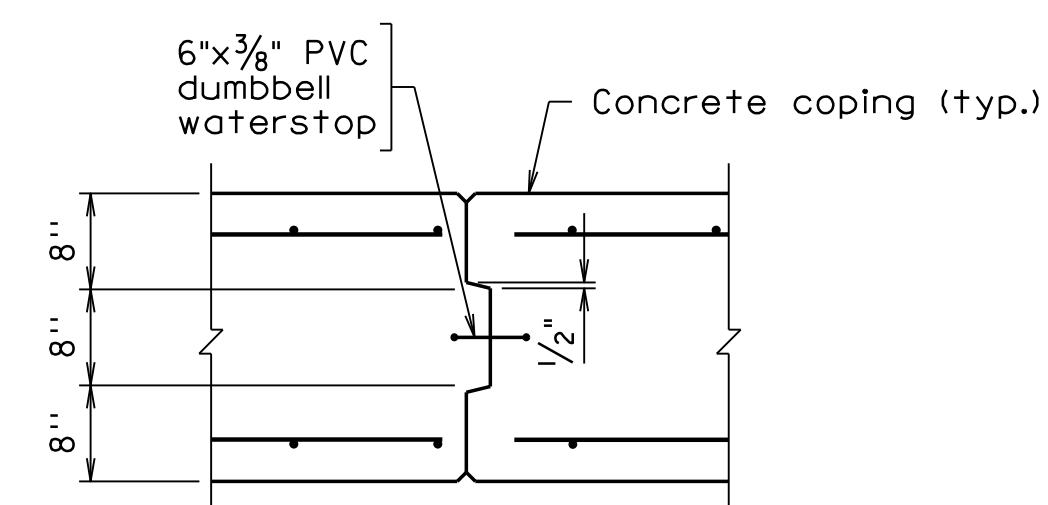 6"x3/8" PVC
dumbbell
waterstop
Concrete coping (typ.)
8"
8"
8"
1/2"